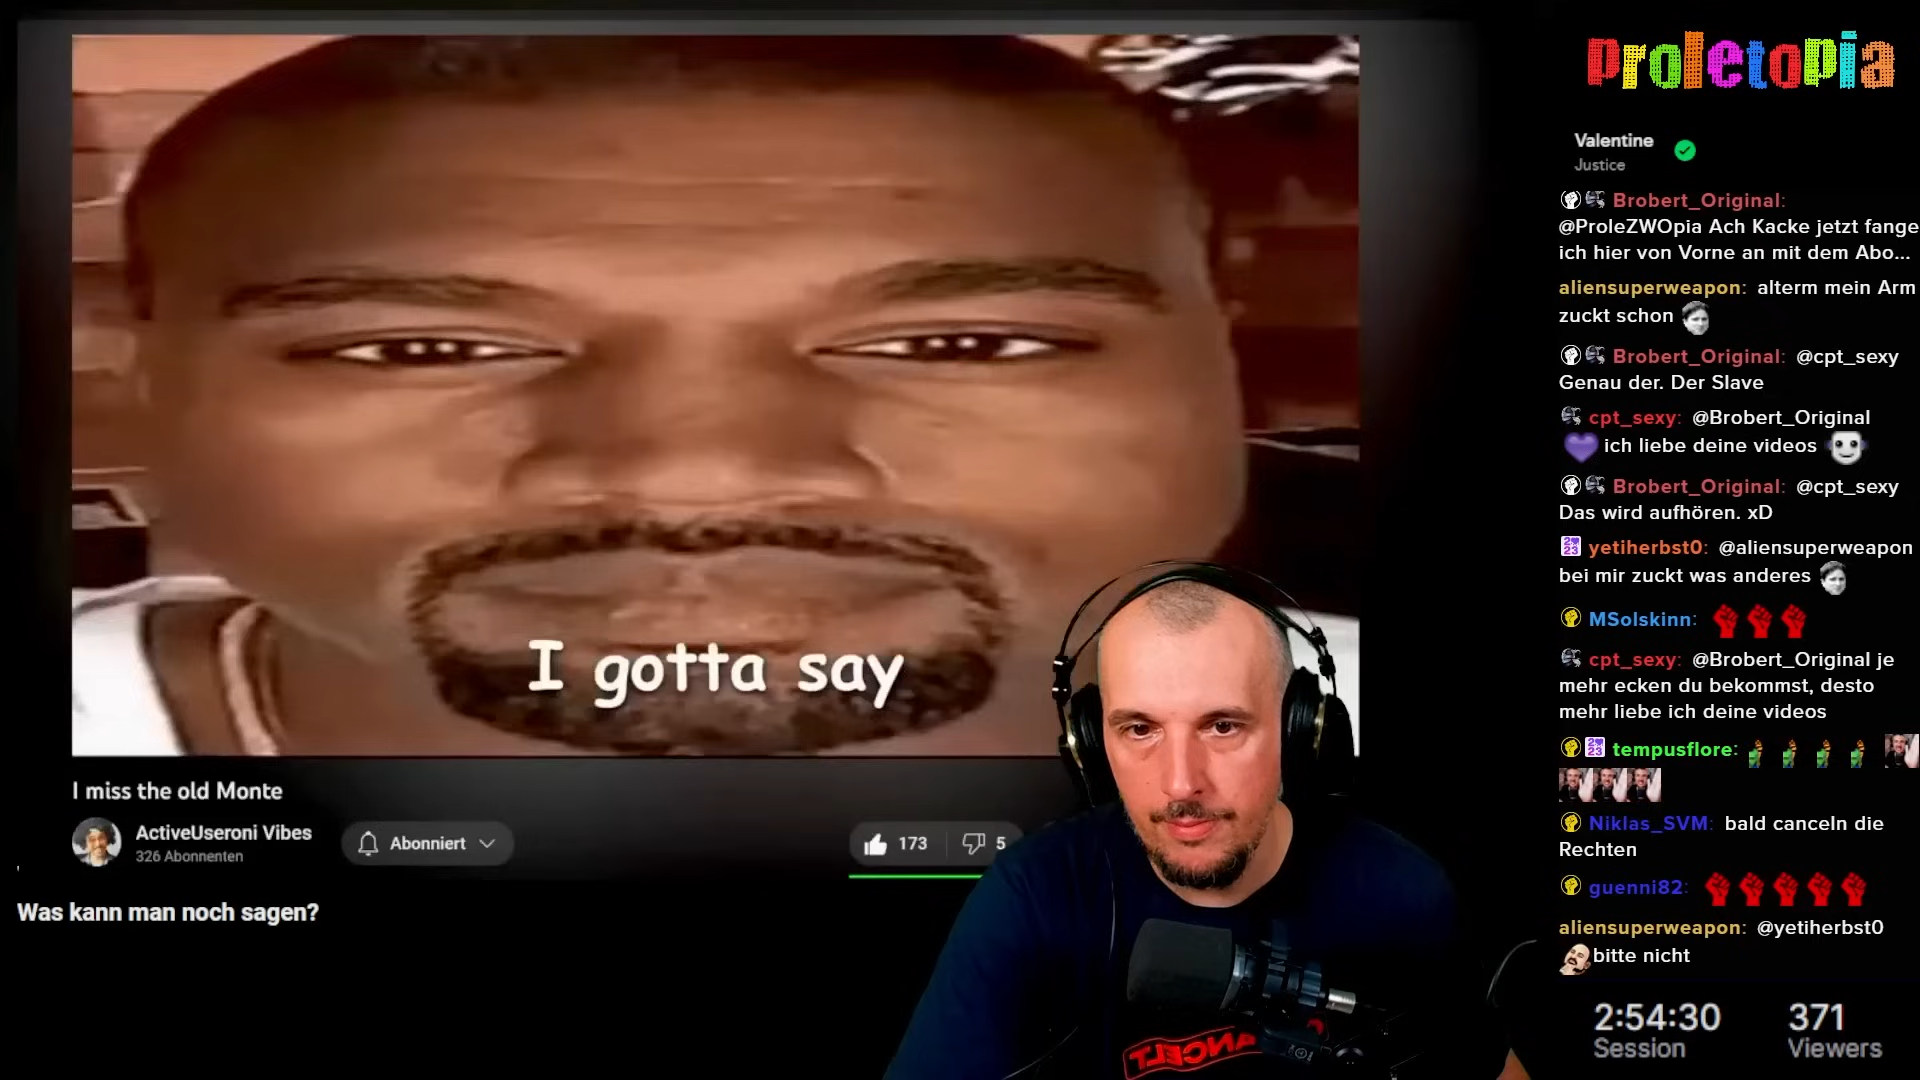 I gotta say
I miss the old Monte
ActiveUseroni Vibes
326 Abonnenten
Abonniert
173
5
Was kann man noch sagen?
Proletopia
Valentine
Justice
Brobert_Original:
@ProleZWOpia Ach Kacke jetzt fange
ich hier von Vorne an mit dem Abo...
aliensuperweapon: alterm mein Arm
zuckt schon
Brobert_Original: @cpt_sexy
Genau der. Der Slave
cpt_sexy: @Brobert_Original
ich liebe deine videos
Brobert_Original: @cpt_sexy
Das wird aufhören. xD
yetiherbst0: @aliensuperweapon
bei mir zuckt was anderes
MSolskinn:
cpt_sexy: @Brobert_Original je
mehr ecken du bekommst, desto
mehr liebe ich deine videos
tempusflore:
Niklas_SVM: bald canceln die
Rechten
guenni82:
aliensuperweapon: @yetiherbst0
bitte nicht
2:54:30
Session
371
Viewers